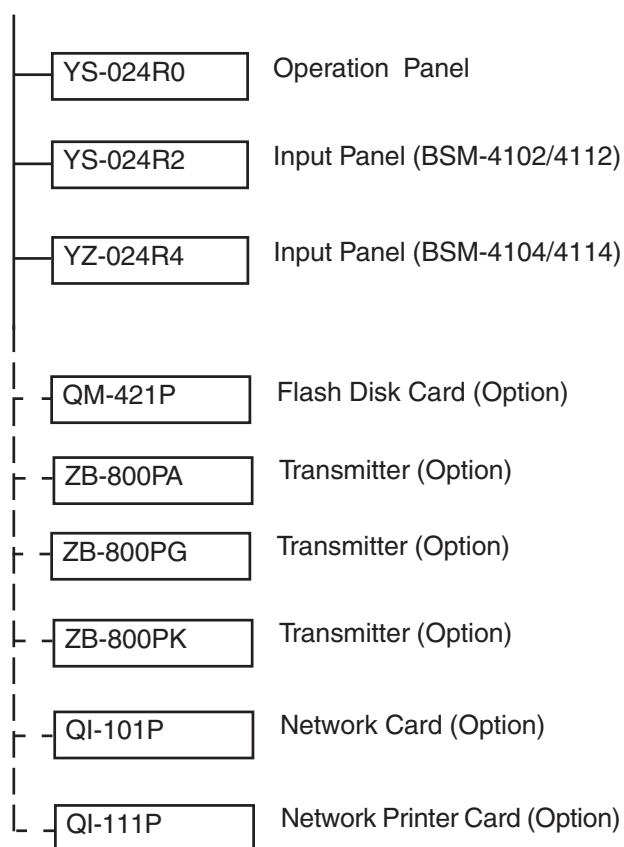 YS-024R0 Operation Panel
YS-024R2 Input Panel (BSM-4102/4112)
YZ-024R4 Input Panel (BSM-4104/4114)
QM-421P Flash Disk Card (Option)
ZB-800PA Transmitter (Option)
ZB-800PG Transmitter (Option)
ZB-800PK Transmitter (Option)
QI-101P Network Card (Option)
QI-111P Network Printer Card (Option)